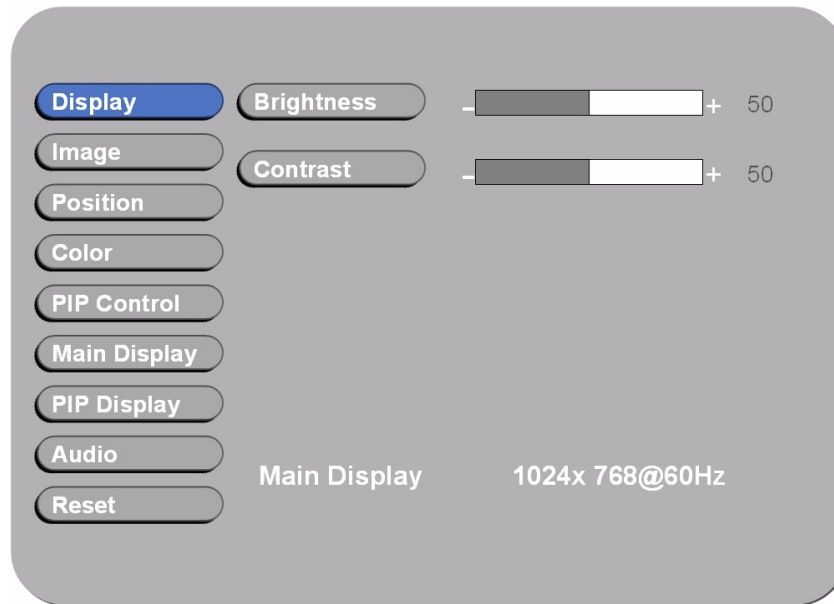 Display
Brightness
- + 50
Image
Contrast
- + 50
Position
Color
PIP Control
Main Display
PIP Display
Audio
Main Display 1024x 768@60Hz
Reset